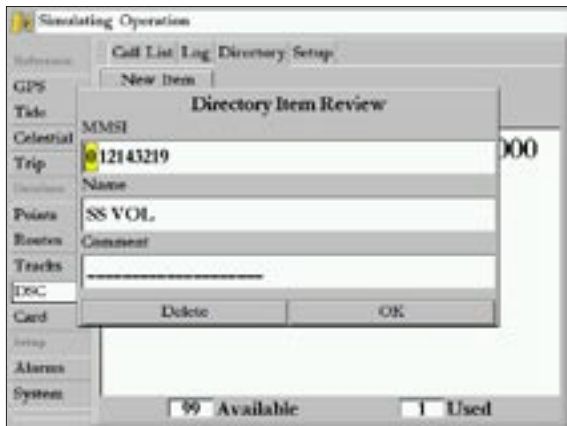 Simulating Operation
Reference
Call List Log Directory Setup
New Item
GPS
Tide
Celestial
Trip
Database
Points
Routes
Tracks
DSC
Card
Setup
Alarms
System
Directory Item Review
MMSI
012143219
Name
SS VOL
Comment
____________________
Delete OK
000
99 Available 1 Used